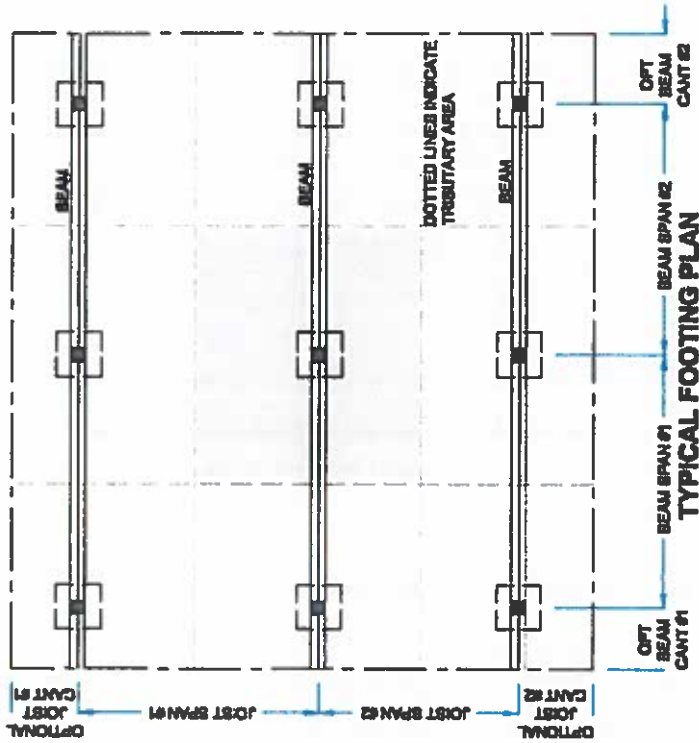 BEAM
BEAM
DOTTED LINES INDICATE
TRIBUTARY AREA
BEAM
OPTIONAL
JOIST
CANT #1
JOIST SPAN #1
JOIST SPAN #2
OPTIONAL
JOIST
CANT #2
OPT
BEAM
CANT #1
BEAM SPAN #1
BEAM SPAN #2
OPT
BEAM
CANT #2
TYPICAL FOOTING PLAN